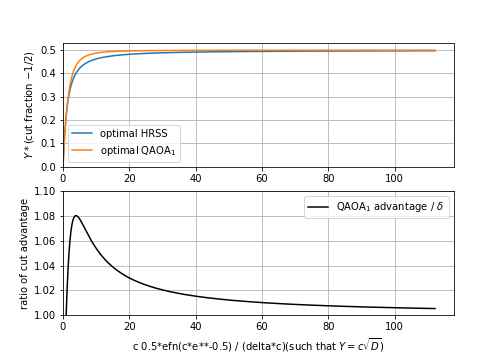 Y* (cut fraction −1/2)
0.5
0.4
0.3
0.2
0.1
0.0
optimal HRSS
optimal QAOA₁
0 20 40 60 80 100
ratio of cut advantage
1.10
1.08
1.06
1.04
1.02
1.00
QAOA₁ advantage / δ
0 20 40 60 80 100
c 0.5*efn(c*e**-0.5) / (delta*c)(such that Y = c√D)